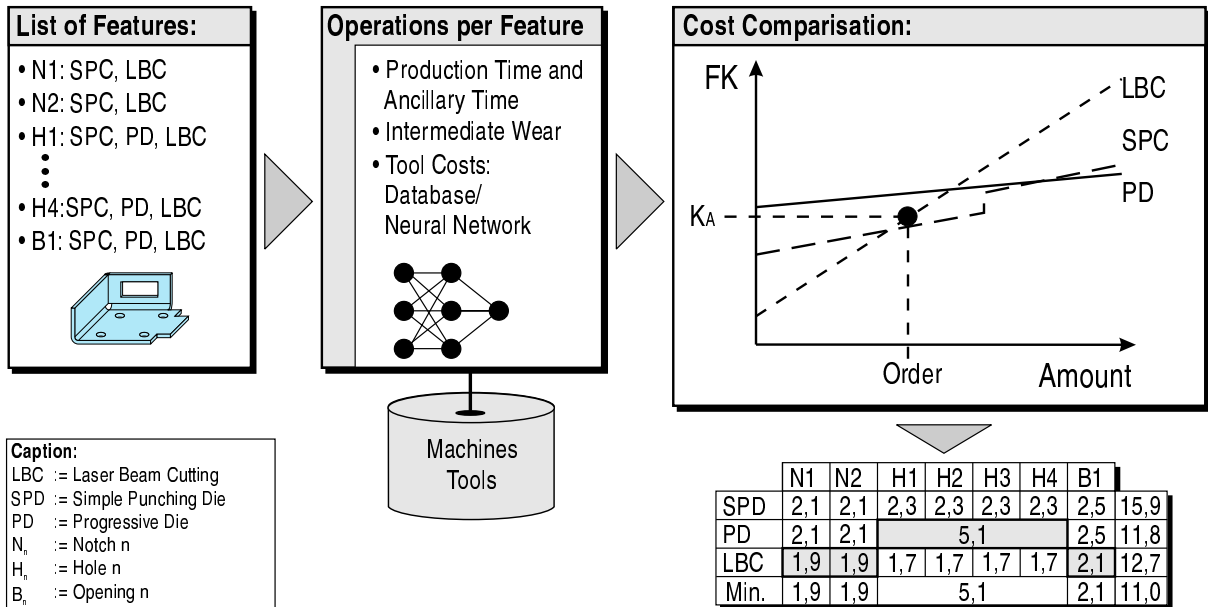 List of Features:
• N1: SPC, LBC
• N2: SPC, LBC
• H1: SPC, PD, LBC
• H4:SPC, PD, LBC
• B1: SPC, PD, LBC
Operations per Feature
• Production Time and
Ancillary Time
• Intermediate Wear
• Tool Costs:
Database/
Neural Network
Machines
Tools
Cost Comparisation:
FK
LBC
SPC
PD
KA
Order
Amount
Caption:
LBC := Laser Beam Cutting
SPD := Simple Punching Die
PD := Progressive Die
Nn := Notch n
Hn := Hole n
Bn := Opening n
N1 N2 H1 H2 H3 H4 B1
SPD 2,1 2,1 2,3 2,3 2,3 2,3 2,5 15,9
PD 2,1 2,1 5,1 2,5 11,8
LBC 1,9 1,9 1,7 1,7 1,7 1,7 2,1 12,7
Min. 1,9 1,9 5,1 2,1 11,0